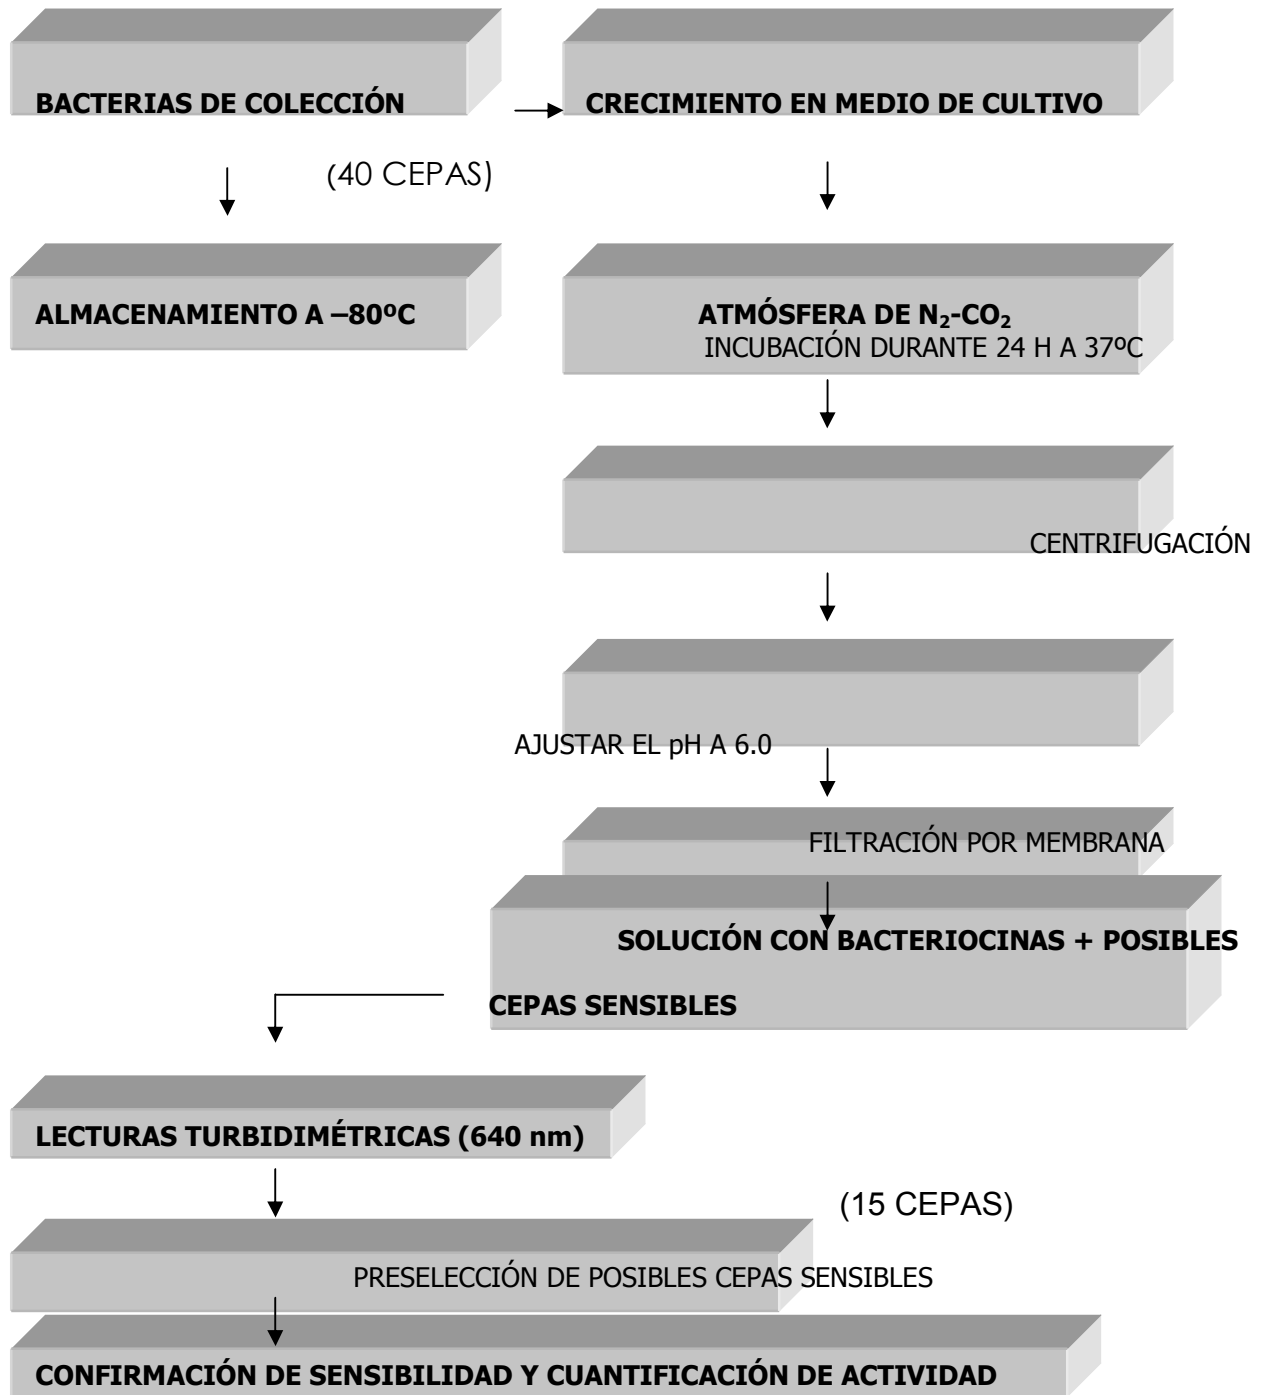 BACTERIAS DE COLECCIÓN
CRECIMIENTO EN MEDIO DE CULTIVO
(40 CEPAS)
ALMACENAMIENTO A –80ºC
ATMÓSFERA DE N₂-CO₂
INCUBACIÓN DURANTE 24 H A 37ºC
CENTRIFUGACIÓN
AJUSTAR EL pH A 6.0
FILTRACIÓN POR MEMBRANA
SOLUCIÓN CON BACTERIOCINAS + POSIBLES
CEPAS SENSIBLES
LECTURAS TURBIDIMÉTRICAS (640 nm)
(15 CEPAS)
PRESELECCIÓN DE POSIBLES CEPAS SENSIBLES
CONFIRMACIÓN DE SENSIBILIDAD Y CUANTIFICACIÓN DE ACTIVIDAD